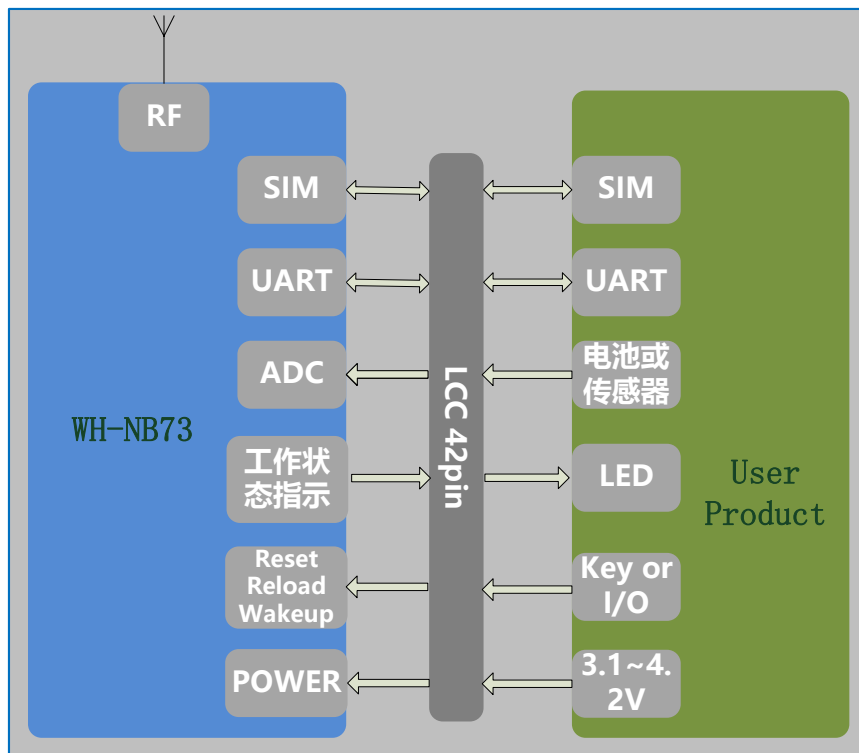 RF
SIM
UART
ADC
WH-NB73
工作状
态指示
Reset
Reload
Wakeup
POWER
LCC 42pin
SIM
UART
电池或
传感器
LED
User
Product
Key or
I/O
3.1~4.
2V